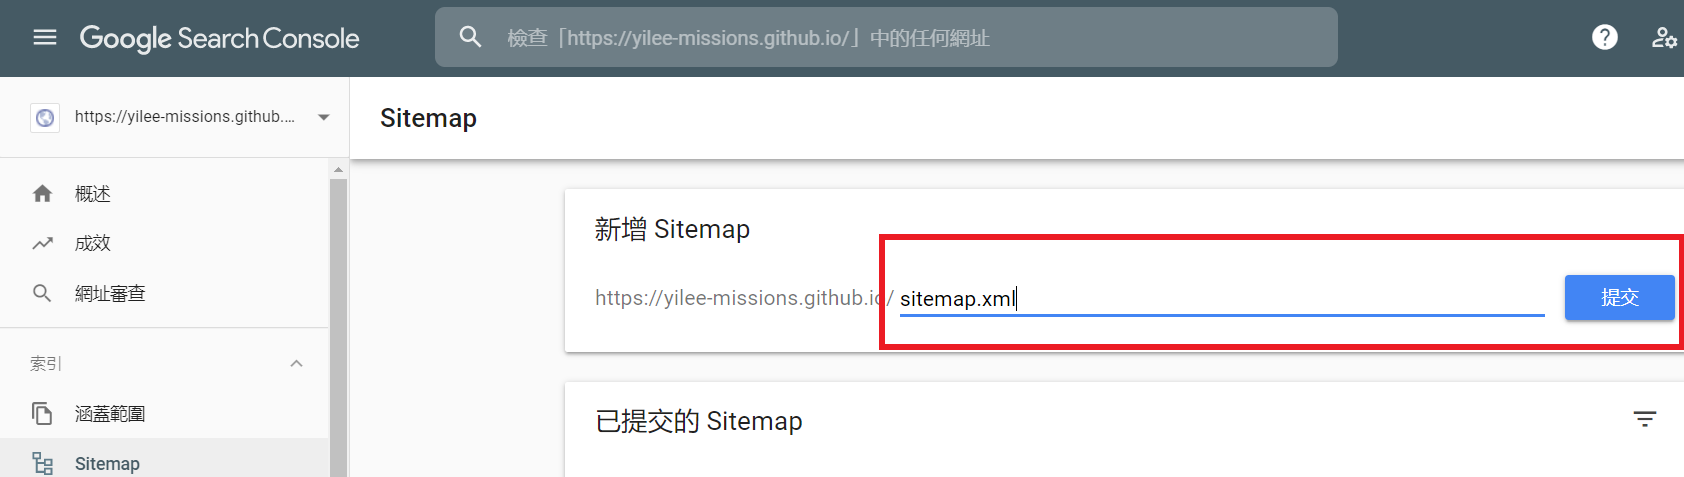 Google Search Console
檢查「https://yilee-missions.github.io/」中的任何網址
https://yilee-missions.github....
Sitemap
概述
成效
網址審查
索引
涵蓋範圍
Sitemap
新增 Sitemap
https://yilee-missions.github.io/ sitemap.xml
提交
已提交的 Sitemap